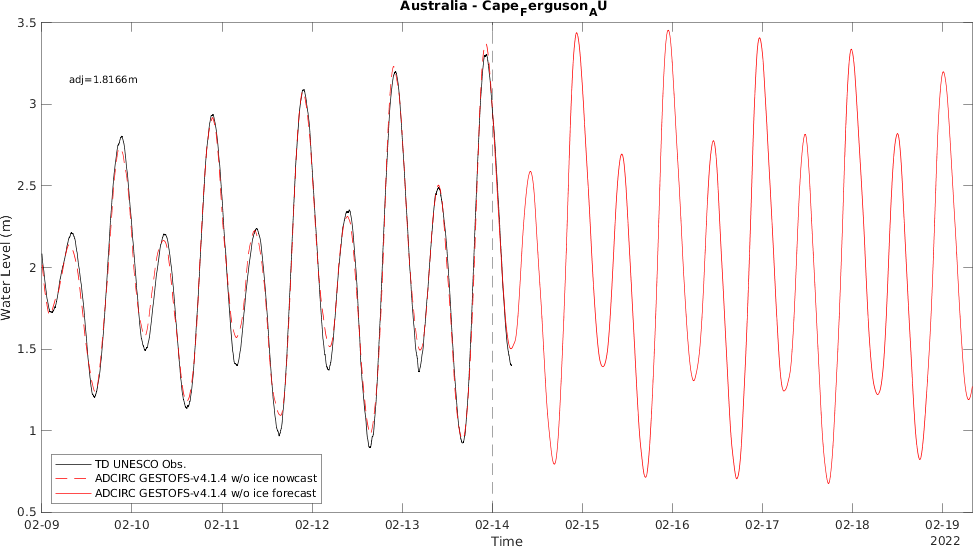 Australia - Cape_Ferguson_AU
3.5
adj=1.8166m
3
2.5
2
Water Level (m)
1.5
1
TD UNESCO Obs.
ADCIRC GESTOFS-v4.1.4 w/o ice nowcast
ADCIRC GESTOFS-v4.1.4 w/o ice forecast
0.5
02-09 02-10 02-11 02-12 02-13 02-14 02-15 02-16 02-17 02-18 02-19
Time 2022